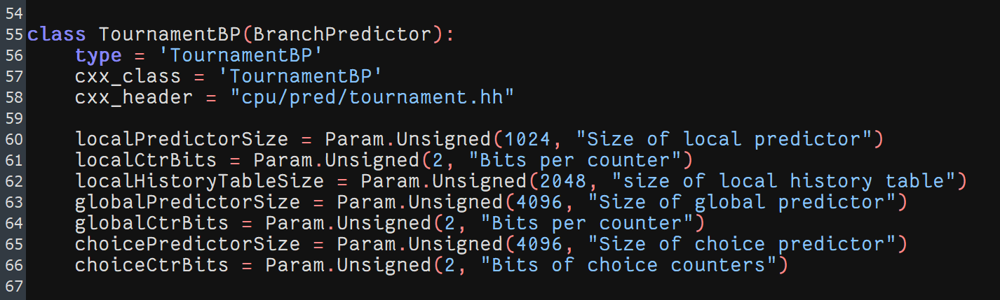 54
55 class TournamentBP(BranchPredictor):
56     type = 'TournamentBP'
57     cxx_class = 'TournamentBP'
58     cxx_header = "cpu/pred/tournament.hh"
59
60     localPredictorSize = Param.Unsigned(1024, "Size of local predictor")
61     localCtrBits = Param.Unsigned(2, "Bits per counter")
62     localHistoryTableSize = Param.Unsigned(2048, "size of local history table")
63     globalPredictorSize = Param.Unsigned(4096, "Size of global predictor")
64     globalCtrBits = Param.Unsigned(2, "Bits per counter")
65     choicePredictorSize = Param.Unsigned(4096, "Size of choice predictor")
66     choiceCtrBits = Param.Unsigned(2, "Bits of choice counters")
67